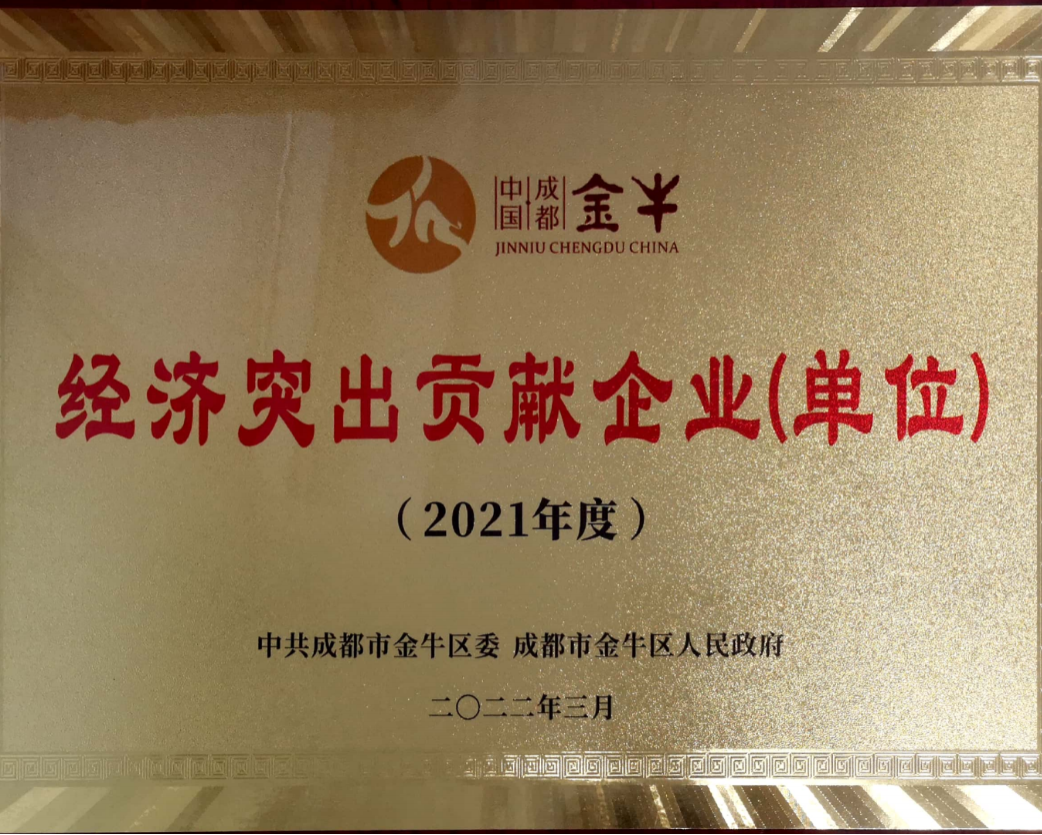 中国 成都 金牛
JINNIU CHENGDU CHINA
经济突出贡献企业(单位)
（2021年度）
中共成都市金牛区委 成都市金牛区人民政府
二〇二二年三月